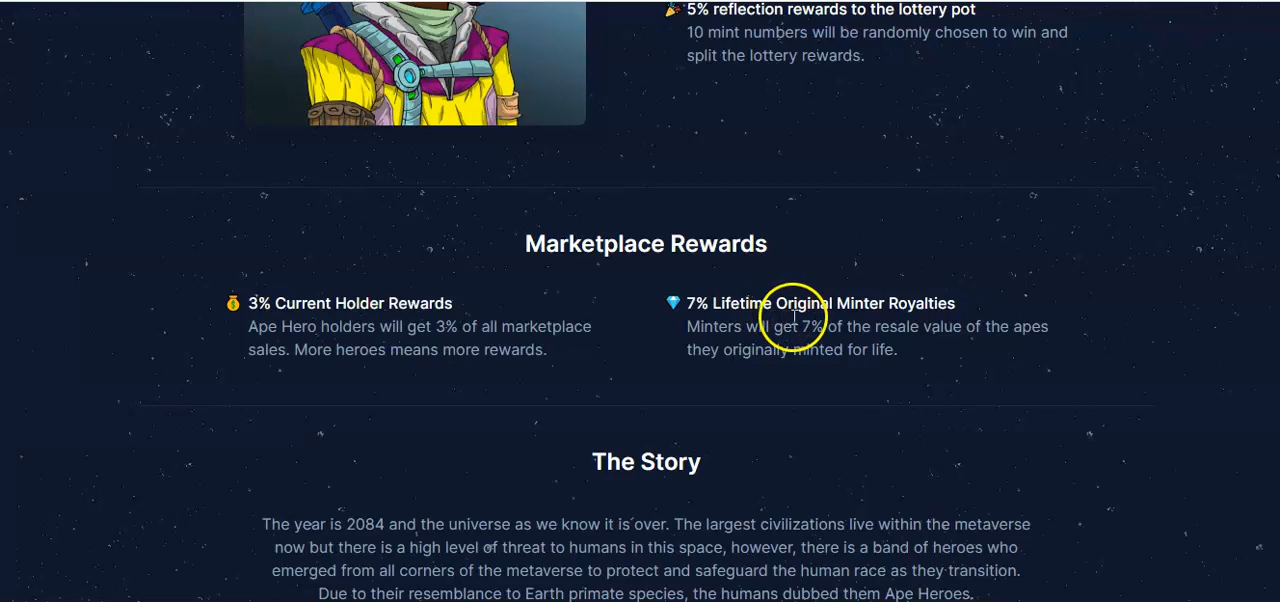 🎉 5% reflection rewards to the lottery pot
10 mint numbers will be randomly chosen to win and
split the lottery rewards.
Marketplace Rewards
💰 3% Current Holder Rewards
Ape Hero holders will get 3% of all marketplace
sales. More heroes means more rewards.
💎 7% Lifetime Original Minter Royalties
Minters will get 7% of the resale value of the apes
they originally minted for life.
The Story
The year is 2084 and the universe as we know it is over. The largest civilizations live within the metaverse
now but there is a high level of threat to humans in this space, however, there is a band of heroes who
emerged from all corners of the metaverse to protect and safeguard the human race as they transition.
Due to their resemblance to Earth primate species, the humans dubbed them Ape Heroes.